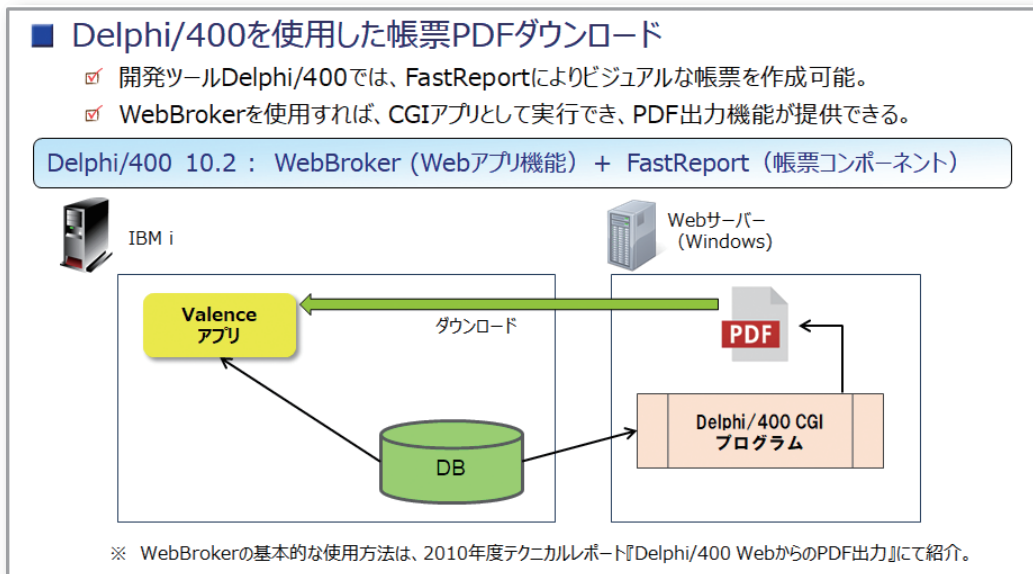 ■ Delphi/400を使用した帳票PDFダウンロード
☑ 開発ツールDelphi/400では、FastReportによりビジュアルな帳票を作成可能。
☑ WebBrokerを使用すれば、CGIアプリとして実行でき、PDF出力機能が提供できる。
Delphi/400 10.2 : WebBroker (Webアプリ機能) + FastReport (帳票コンポーネント)
IBM i
Webサーバー
(Windows)
Valence
アプリ
ダウンロード
PDF
Delphi/400 CGI
プログラム
DB
※ WebBrokerの基本的な使用方法は、2010年度テクニカルレポート『Delphi/400 WebからのPDF出力』にて紹介。